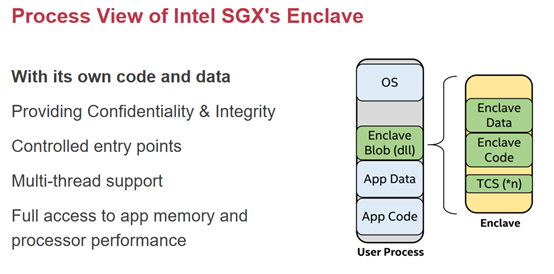 Process View of Intel SGX's Enclave
With its own code and data
Providing Confidentiality & Integrity
Controlled entry points
Multi-thread support
Full access to app memory and
processor performance
OS
Enclave
Blob (dll)
App Data
App Code
User Process
Enclave
Data
Enclave
Code
TCS (*n)
Enclave